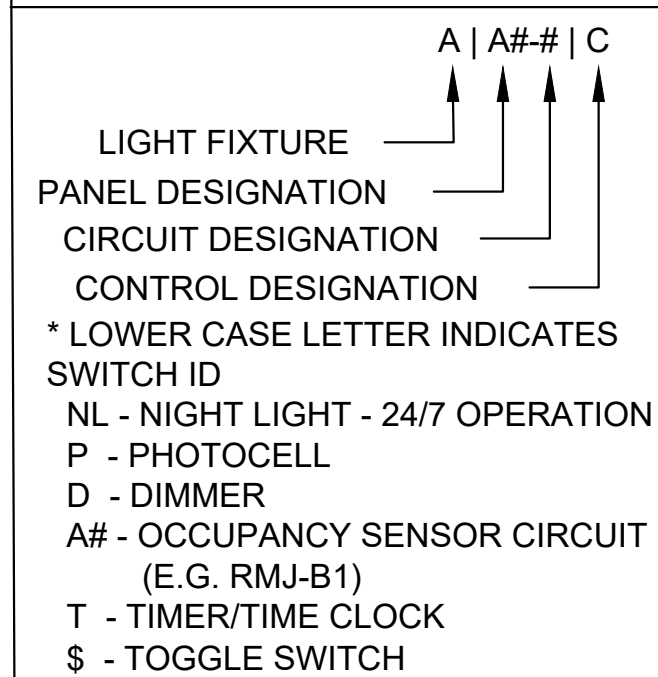 A | A#-# | C
LIGHT FIXTURE
PANEL DESIGNATION
CIRCUIT DESIGNATION
CONTROL DESIGNATION
* LOWER CASE LETTER INDICATES
SWITCH ID
NL - NIGHT LIGHT - 24/7 OPERATION
P - PHOTOCELL
D - DIMMER
A# - OCCUPANCY SENSOR CIRCUIT
(E.G. RMJ-B1)
T - TIMER/TIME CLOCK
$ - TOGGLE SWITCH